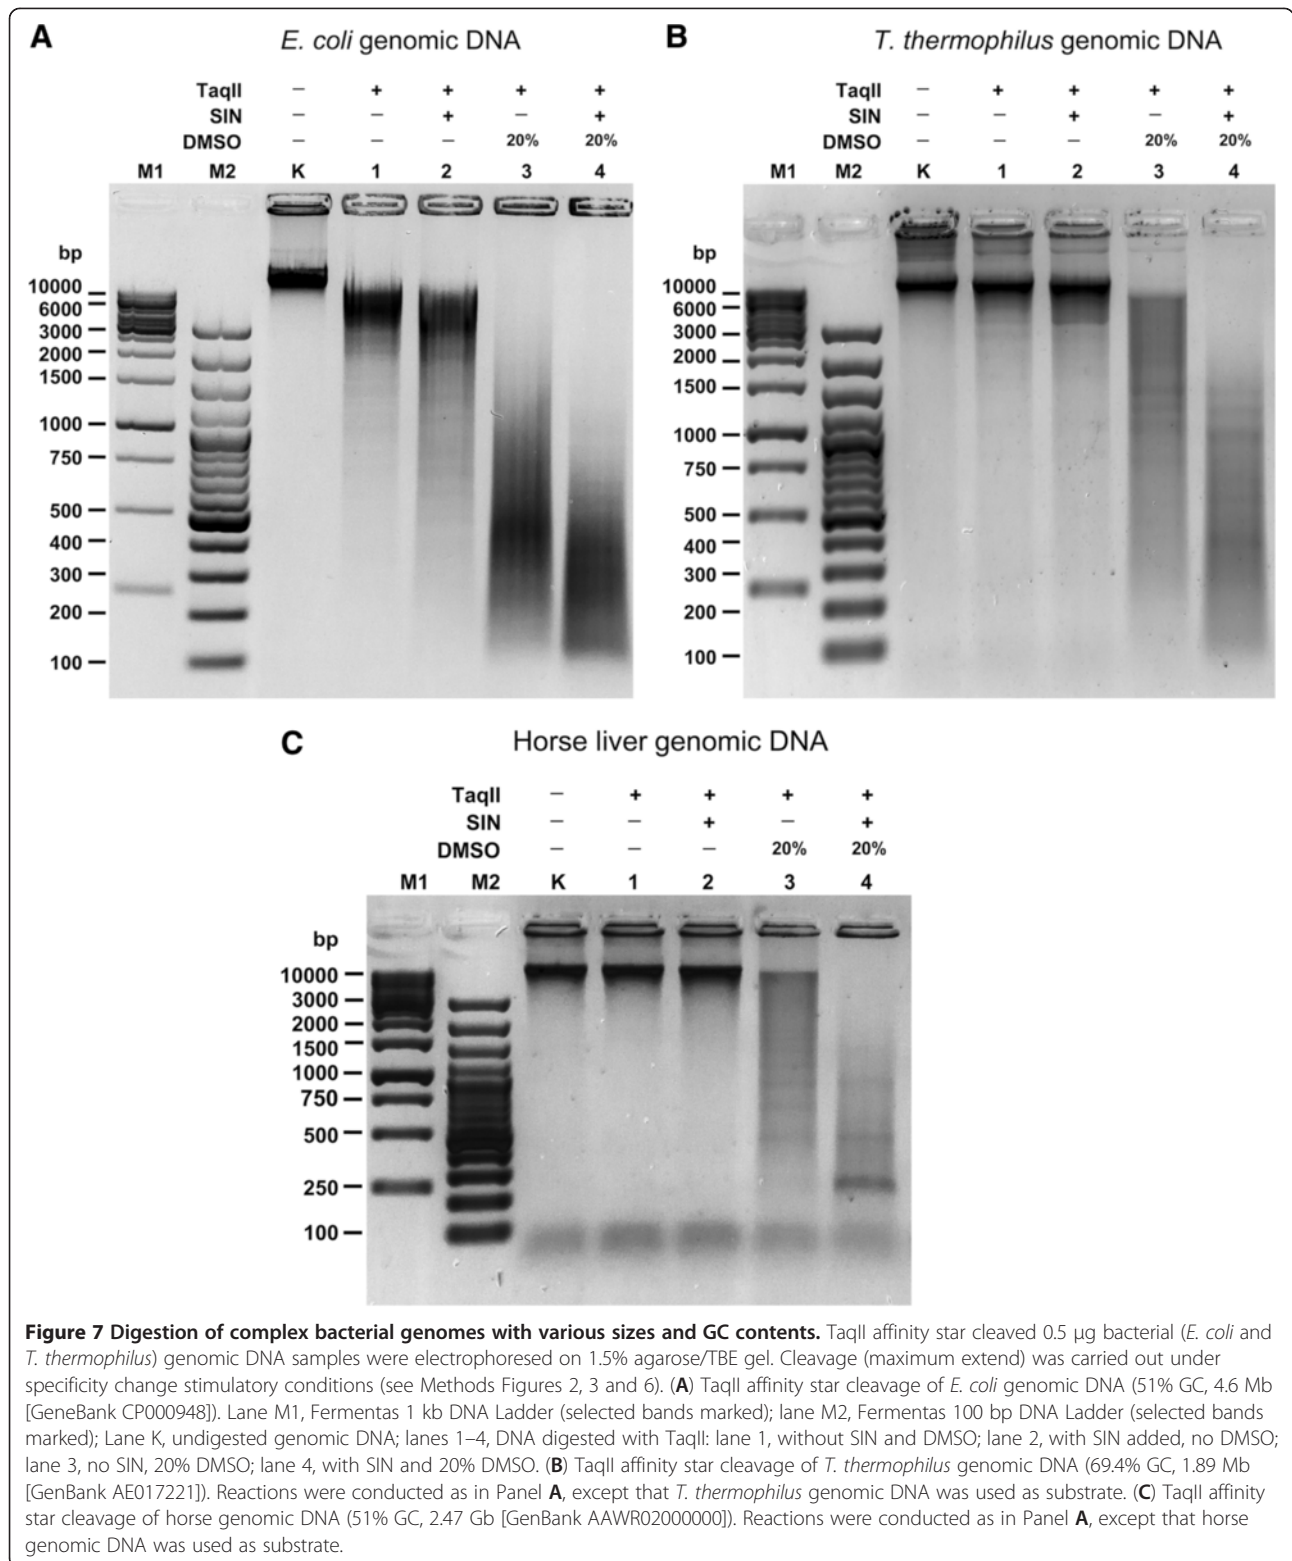 A
E. coli genomic DNA
TaqII – + + + +
SIN – – + – +
DMSO – – – 20% 20%
M1 M2 K 1 2 3 4
bp
10000
6000
3000
2000
1500
1000
750
500
400
300
200
100
B
T. thermophilus genomic DNA
TaqII – + + + +
SIN – – + – +
DMSO – – – 20% 20%
M1 M2 K 1 2 3 4
bp
10000
6000
3000
2000
1500
1000
750
500
400
300
200
100
C
Horse liver genomic DNA
TaqII – + + + +
SIN – – + – +
DMSO – – – 20% 20%
M1 M2 K 1 2 3 4
bp
10000
3000
2000
1500
1000
750
500
250
100
Figure 7 Digestion of complex bacterial genomes with various sizes and GC contents. TaqII affinity star cleaved 0.5 μg bacterial (E. coli and
T. thermophilus) genomic DNA samples were electrophoresed on 1.5% agarose/TBE gel. Cleavage (maximum extend) was carried out under
specificity change stimulatory conditions (see Methods Figures 2, 3 and 6). (A) TaqII affinity star cleavage of E. coli genomic DNA (51% GC, 4.6 Mb
[GeneBank CP000948]). Lane M1, Fermentas 1 kb DNA Ladder (selected bands marked); lane M2, Fermentas 100 bp DNA Ladder (selected bands
marked); Lane K, undigested genomic DNA; lanes 1–4, DNA digested with TaqII: lane 1, without SIN and DMSO; lane 2, with SIN added, no DMSO;
lane 3, no SIN, 20% DMSO; lane 4, with SIN and 20% DMSO. (B) TaqII affinity star cleavage of T. thermophilus genomic DNA (69.4% GC, 1.89 Mb
[GenBank AE017221]). Reactions were conducted as in Panel A, except that T. thermophilus genomic DNA was used as substrate. (C) TaqII affinity
star cleavage of horse genomic DNA (51% GC, 2.47 Gb [GenBank AAWR02000000]). Reactions were conducted as in Panel A, except that horse
genomic DNA was used as substrate.